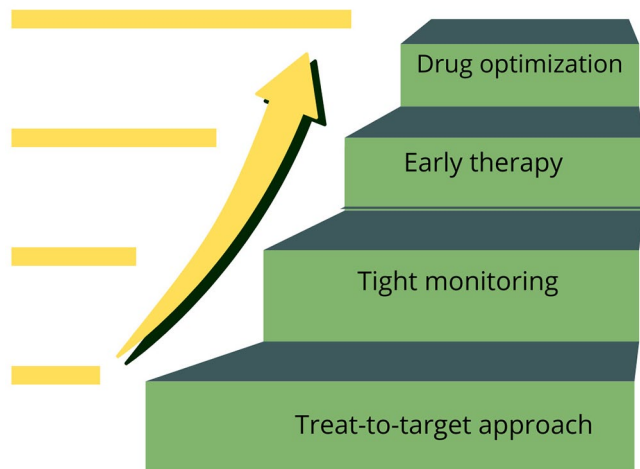 Drug optimization
Early therapy
Tight monitoring
Treat-to-target approach